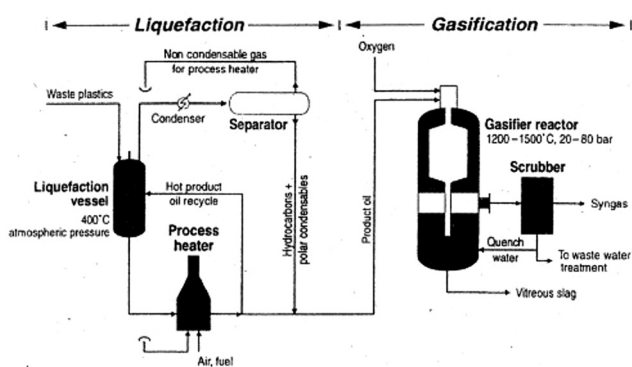 Liquefaction
Gasification
Non condensable gas
for process heater
Oxygen
Waste plastics
Condenser
Separator
Gasifier reactor
1200–1500°C, 20–80 bar
Scrubber
Liquefaction
vessel
400°C
atmospheric pressure
Hot product
oil recycle
Hydrocarbons +
polar condensables
Product oil
Syngas
Process
heater
Quench
water
To waste water
treatment
Vitreous slag
Air, fuel